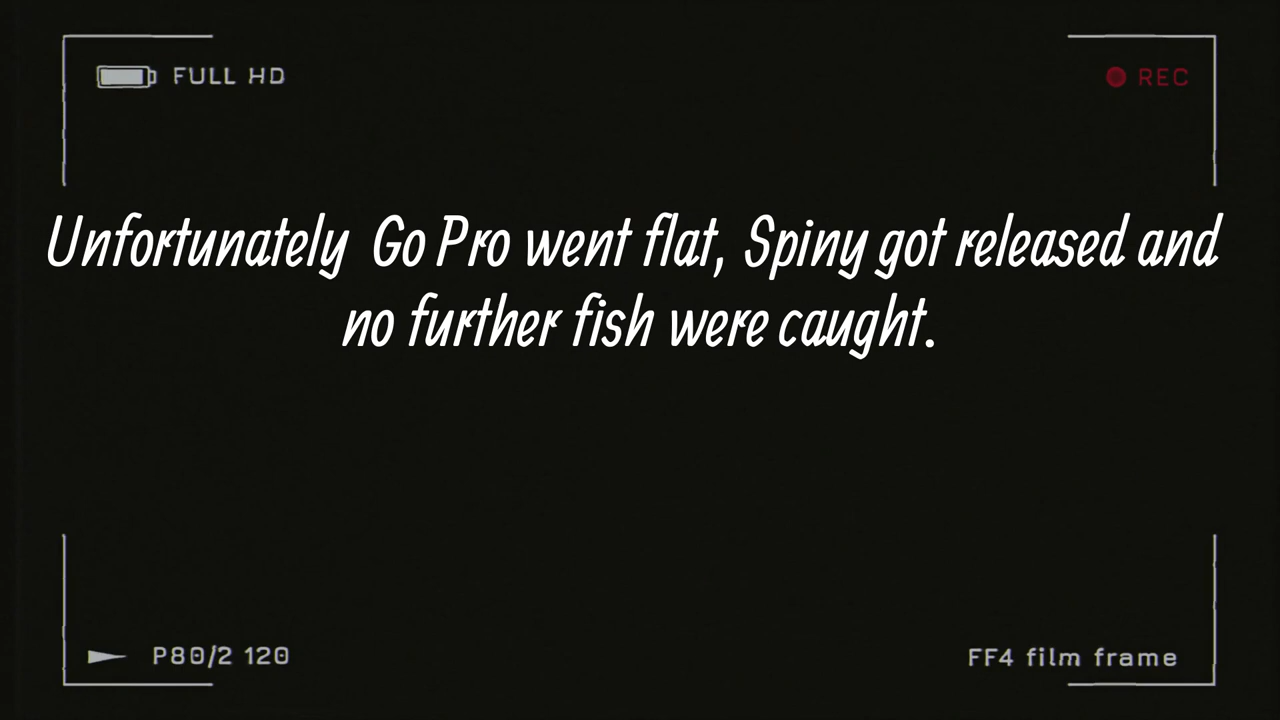 FULL HD
REC
Unfortunately Go Pro went flat, Spiny got released and
no further fish were caught.
P80/2 120
FF4 film frame